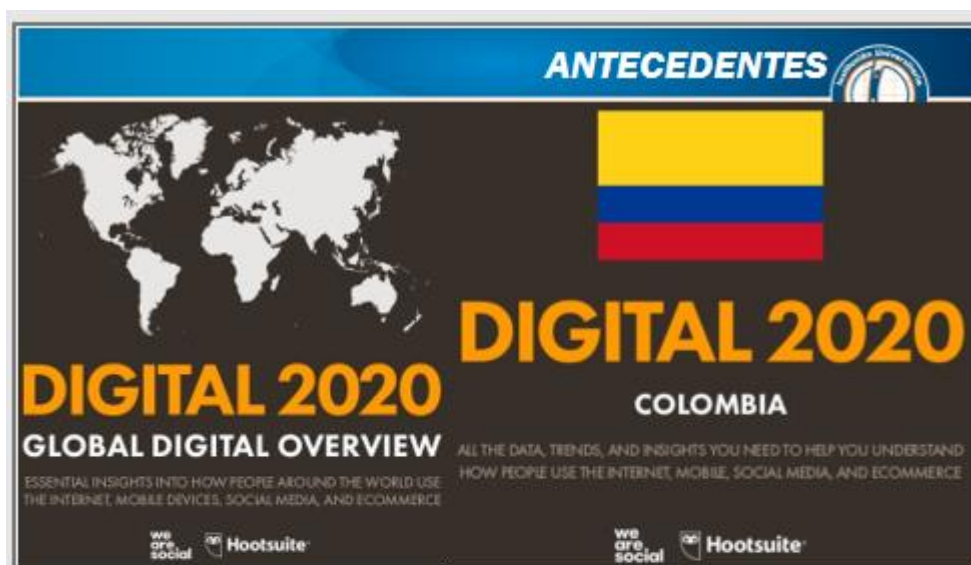 ANTECEDENTES
Institución Universitaria
DIGITAL 2020
GLOBAL DIGITAL OVERVIEW
ESSENTIAL INSIGHTS INTO HOW PEOPLE AROUND THE WORLD USE
THE INTERNET, MOBILE DEVICES, SOCIAL MEDIA, AND ECOMMERCE
we
are
social
Hootsuite
DIGITAL 2020
COLOMBIA
ALL THE DATA, TRENDS, AND INSIGHTS YOU NEED TO HELP YOU UNDERSTAND
HOW PEOPLE USE THE INTERNET, MOBILE, SOCIAL MEDIA, AND ECOMMERCE
we
are
social
Hootsuite